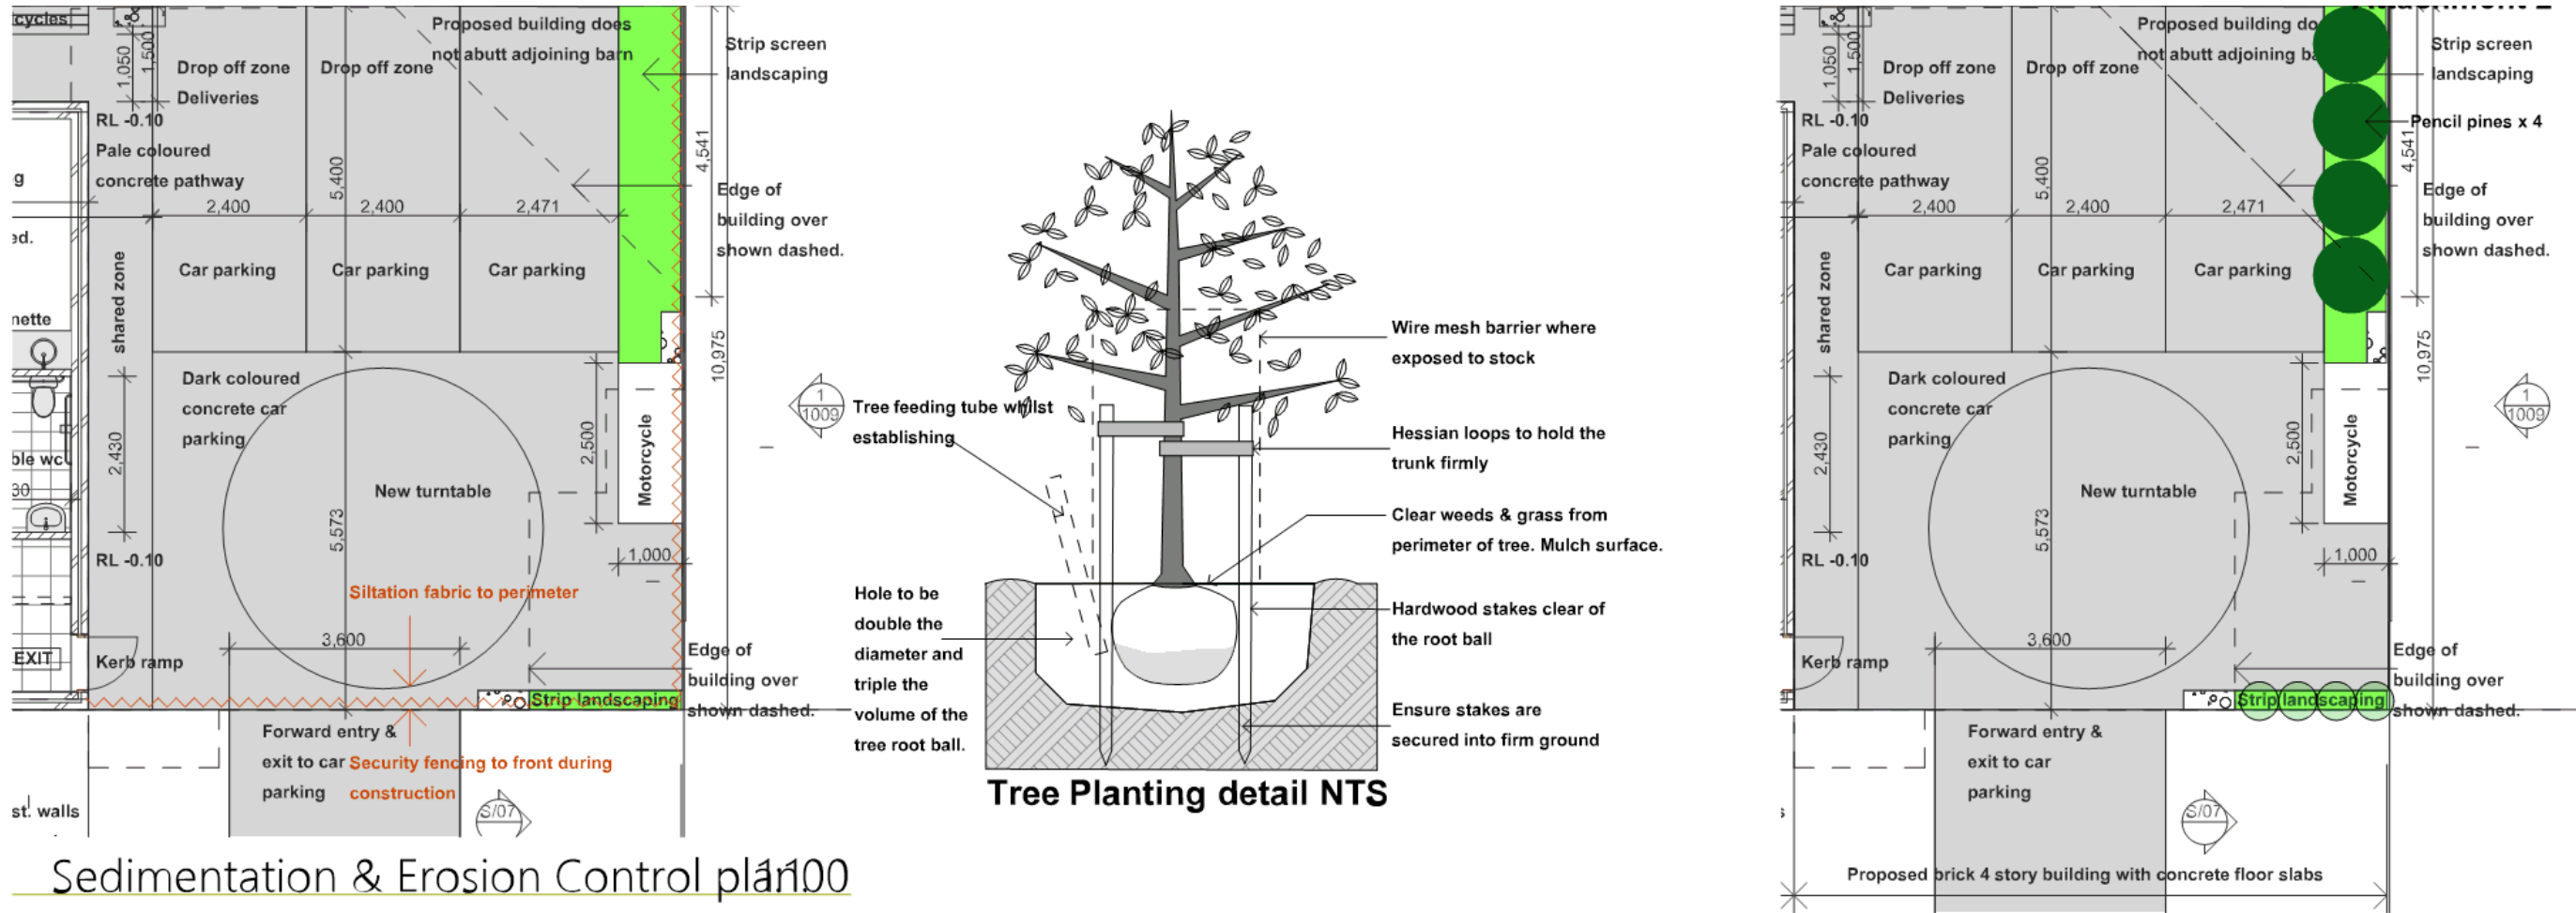 cycles
1,050
1,500
Drop off zone
Deliveries
Drop off zone
Proposed building does
not abutt adjoining barn
Strip screen
landscaping
RL -0.10
Pale coloured
concrete pathway
5,400
4,541
2,400
2,400
2,471
Edge of
building over
shown dashed.
g
ed.
shared zone
Car parking
Car parking
Car parking
nette
10,975
Dark coloured
concrete car
parking
2,430
2,500
Motorcycle
1
1009
ble wc
30
New turntable
5,573
RL -0.10
1,000
Siltation fabric to perimeter
3,600
EXIT
Kerb ramp
Edge of
building over
shown dashed.
Strip landscaping
Forward entry &
exit to car
parking
Security fencing to front during
construction
st. walls
S/07
Sedimentation & Erosion Control plan
1:100
Tree feeding tube whilst
establishing
Wire mesh barrier where
exposed to stock
Hessian loops to hold the
trunk firmly
Clear weeds & grass from
perimeter of tree. Mulch surface.
Hole to be
double the
diameter and
triple the
volume of the
tree root ball.
Hardwood stakes clear of
the root ball
Ensure stakes are
secured into firm ground
Tree Planting detail NTS
1,050
1,500
Drop off zone
Deliveries
Drop off zone
Proposed building do
not abutt adjoining ba
Strip screen
landscaping
Pencil pines x 4
RL -0.10
Pale coloured
concrete pathway
5,400
4,541
2,400
2,400
2,471
Edge of
building over
shown dashed.
shared zone
Car parking
Car parking
Car parking
10,975
Dark coloured
concrete car
parking
2,430
2,500
Motorcycle
1
1009
New turntable
5,573
RL -0.10
1,000
3,600
Kerb ramp
Edge of
building over
shown dashed.
Strip landscaping
Forward entry &
exit to car
parking
S/07
Proposed brick 4 story building with concrete floor slabs